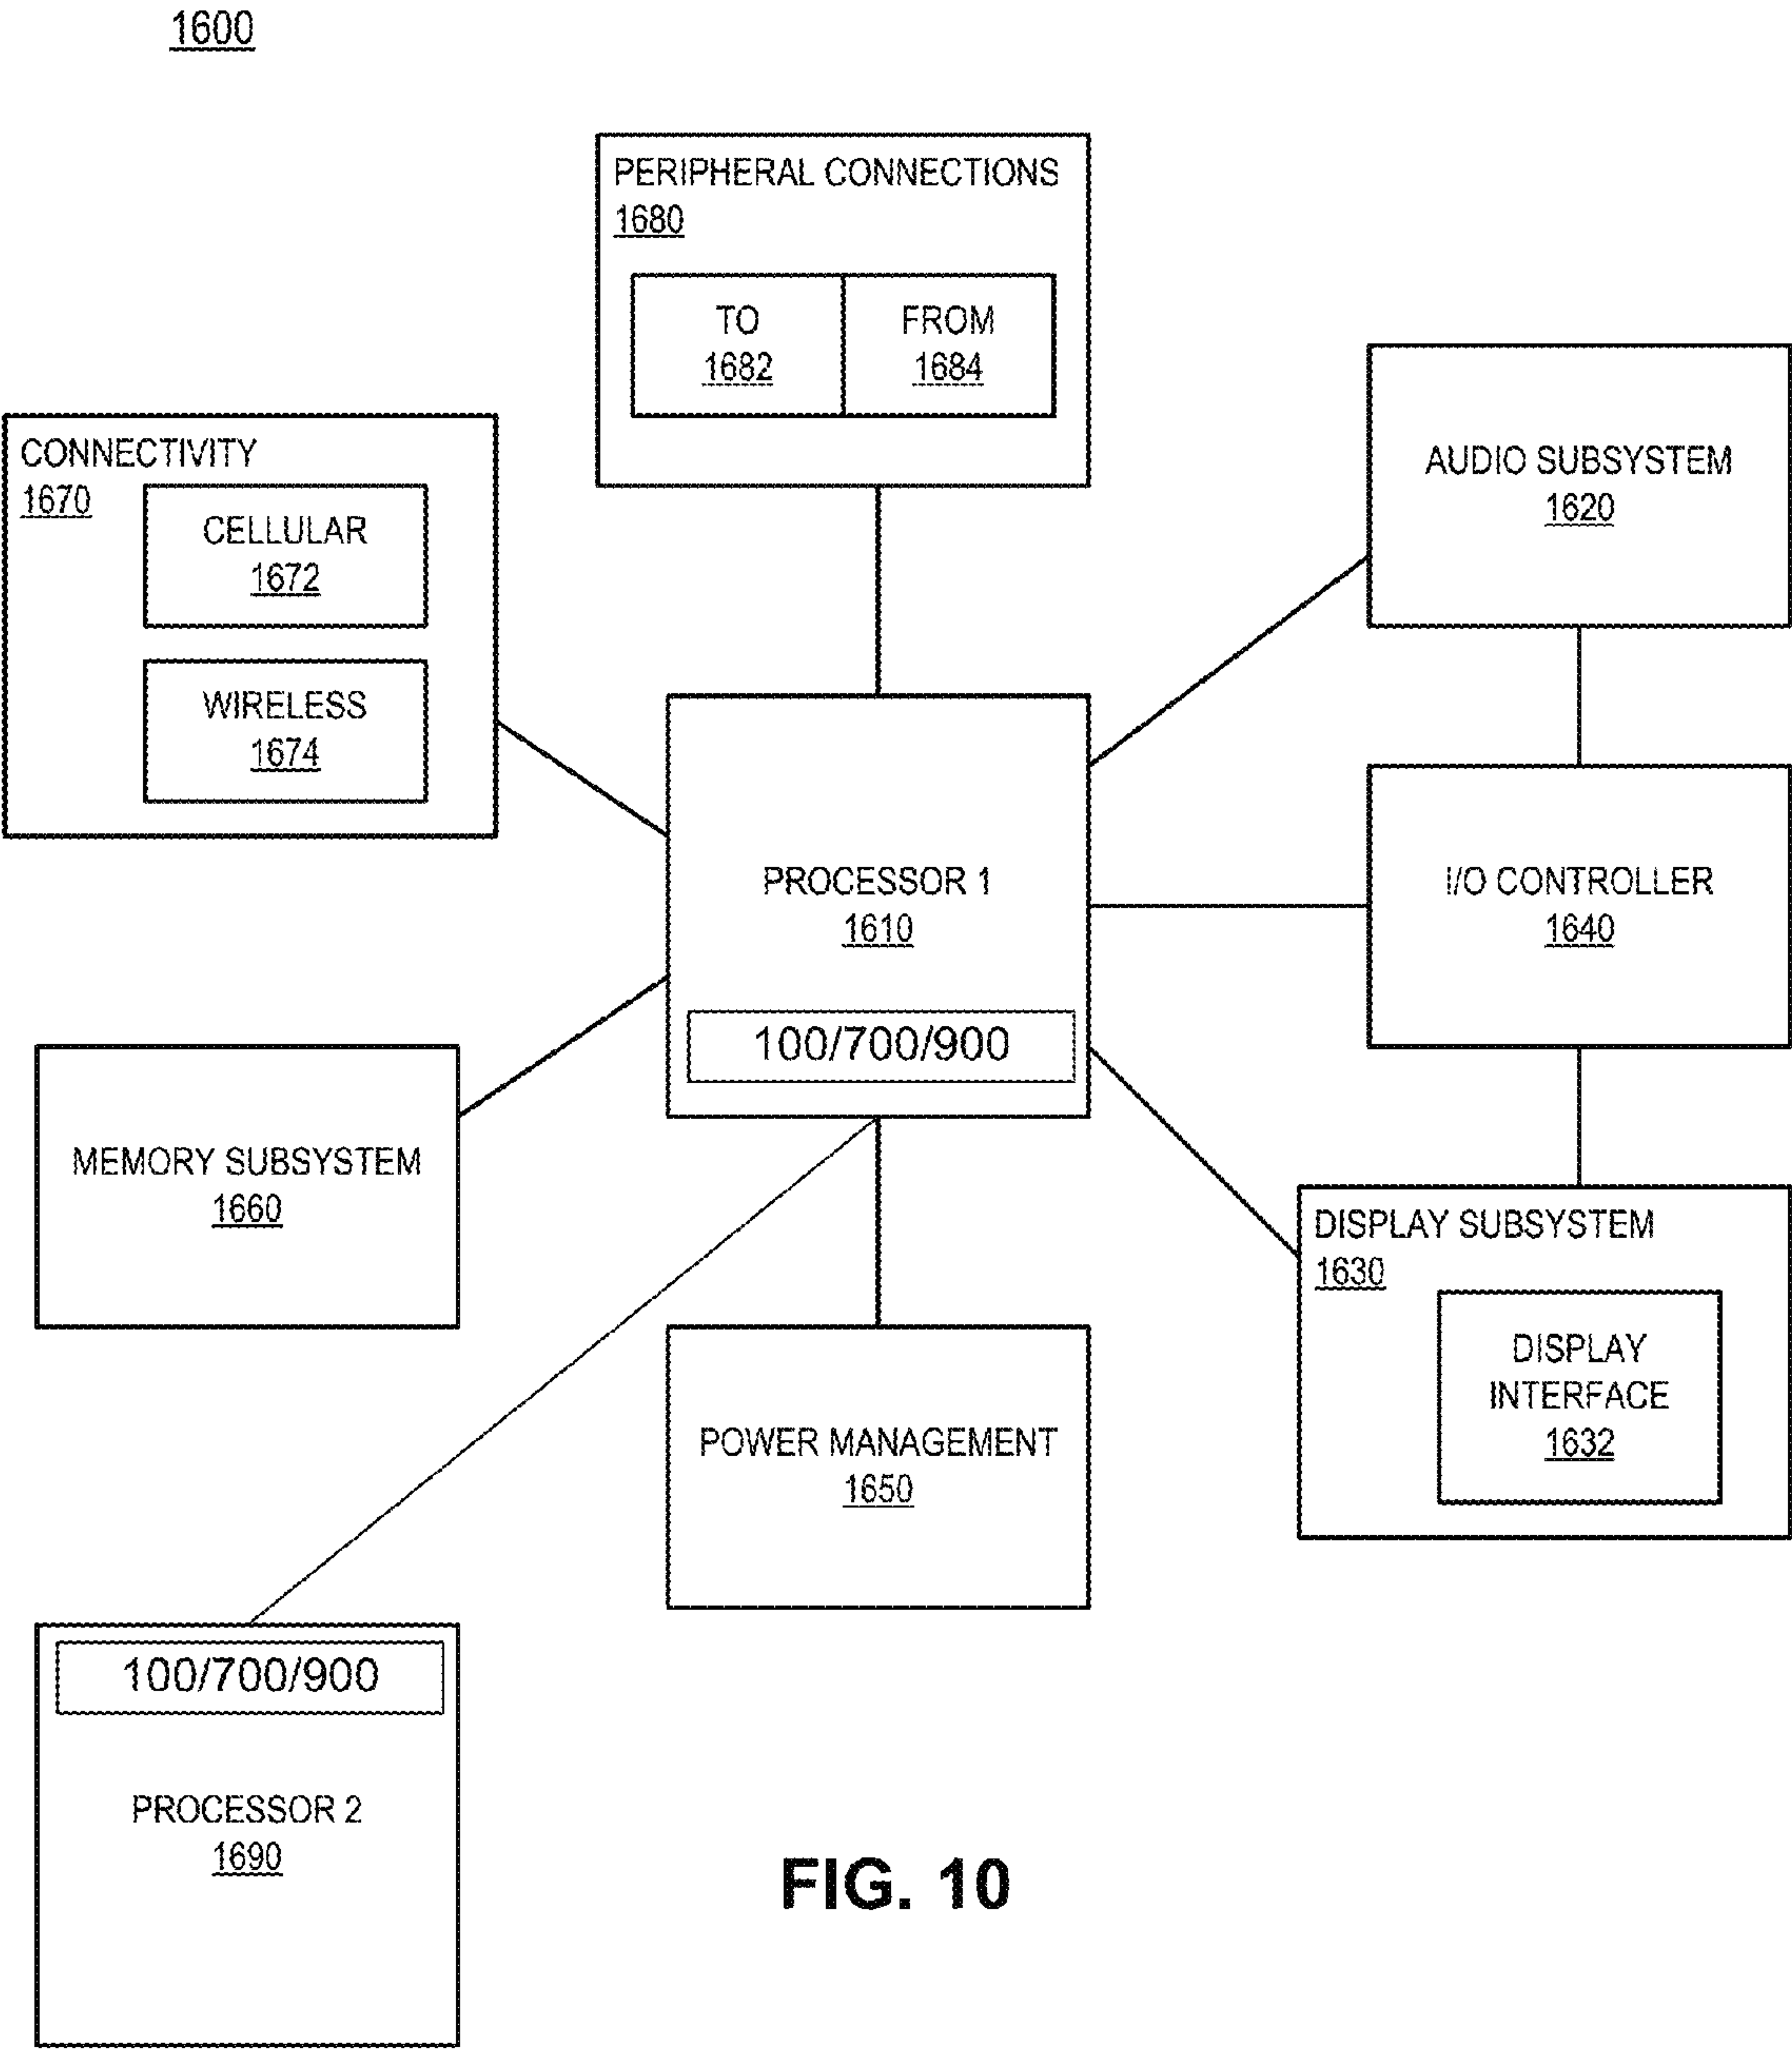 1600
PERIPHERAL CONNECTIONS
1680
TO
1682
FROM
1684
CONNECTIVITY
1670
CELLULAR
1672
WIRELESS
1674
AUDIO SUBSYSTEM
1620
PROCESSOR 1
1610
100/700/900
I/O CONTROLLER
1640
MEMORY SUBSYSTEM
1660
DISPLAY SUBSYSTEM
1630
DISPLAY
INTERFACE
1632
POWER MANAGEMENT
1650
100/700/900
PROCESSOR 2
1690
FIG. 10